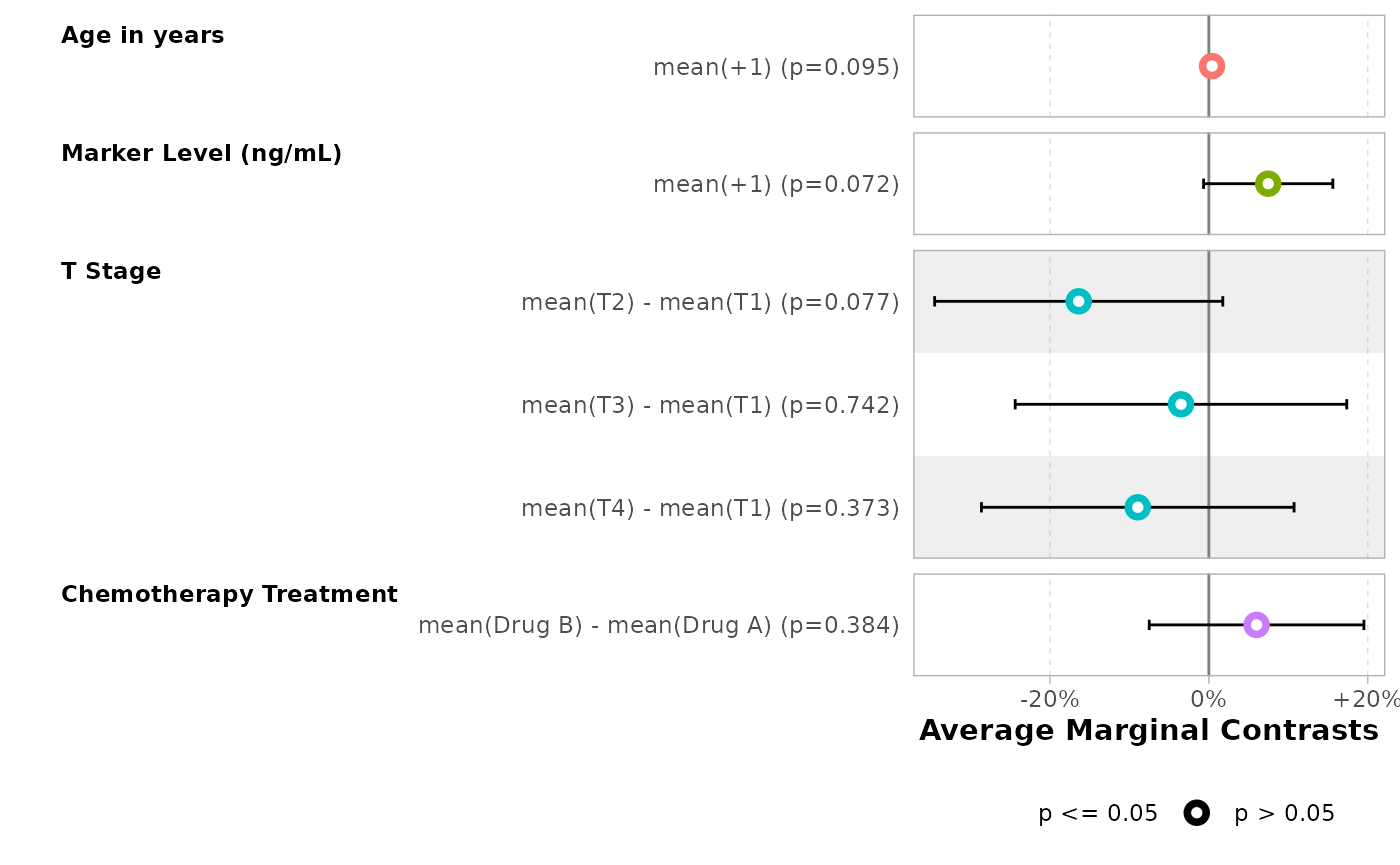 Age in years
mean(+1) (p=0.095)
Marker Level (ng/mL)
mean(+1) (p=0.072)
T Stage
mean(T2) - mean(T1) (p=0.077)
mean(T3) - mean(T1) (p=0.742)
mean(T4) - mean(T1) (p=0.373)
Chemotherapy Treatment
mean(Drug B) - mean(Drug A) (p=0.384)
-20% 0% +20%
Average Marginal Contrasts
p <= 0.05 p > 0.05